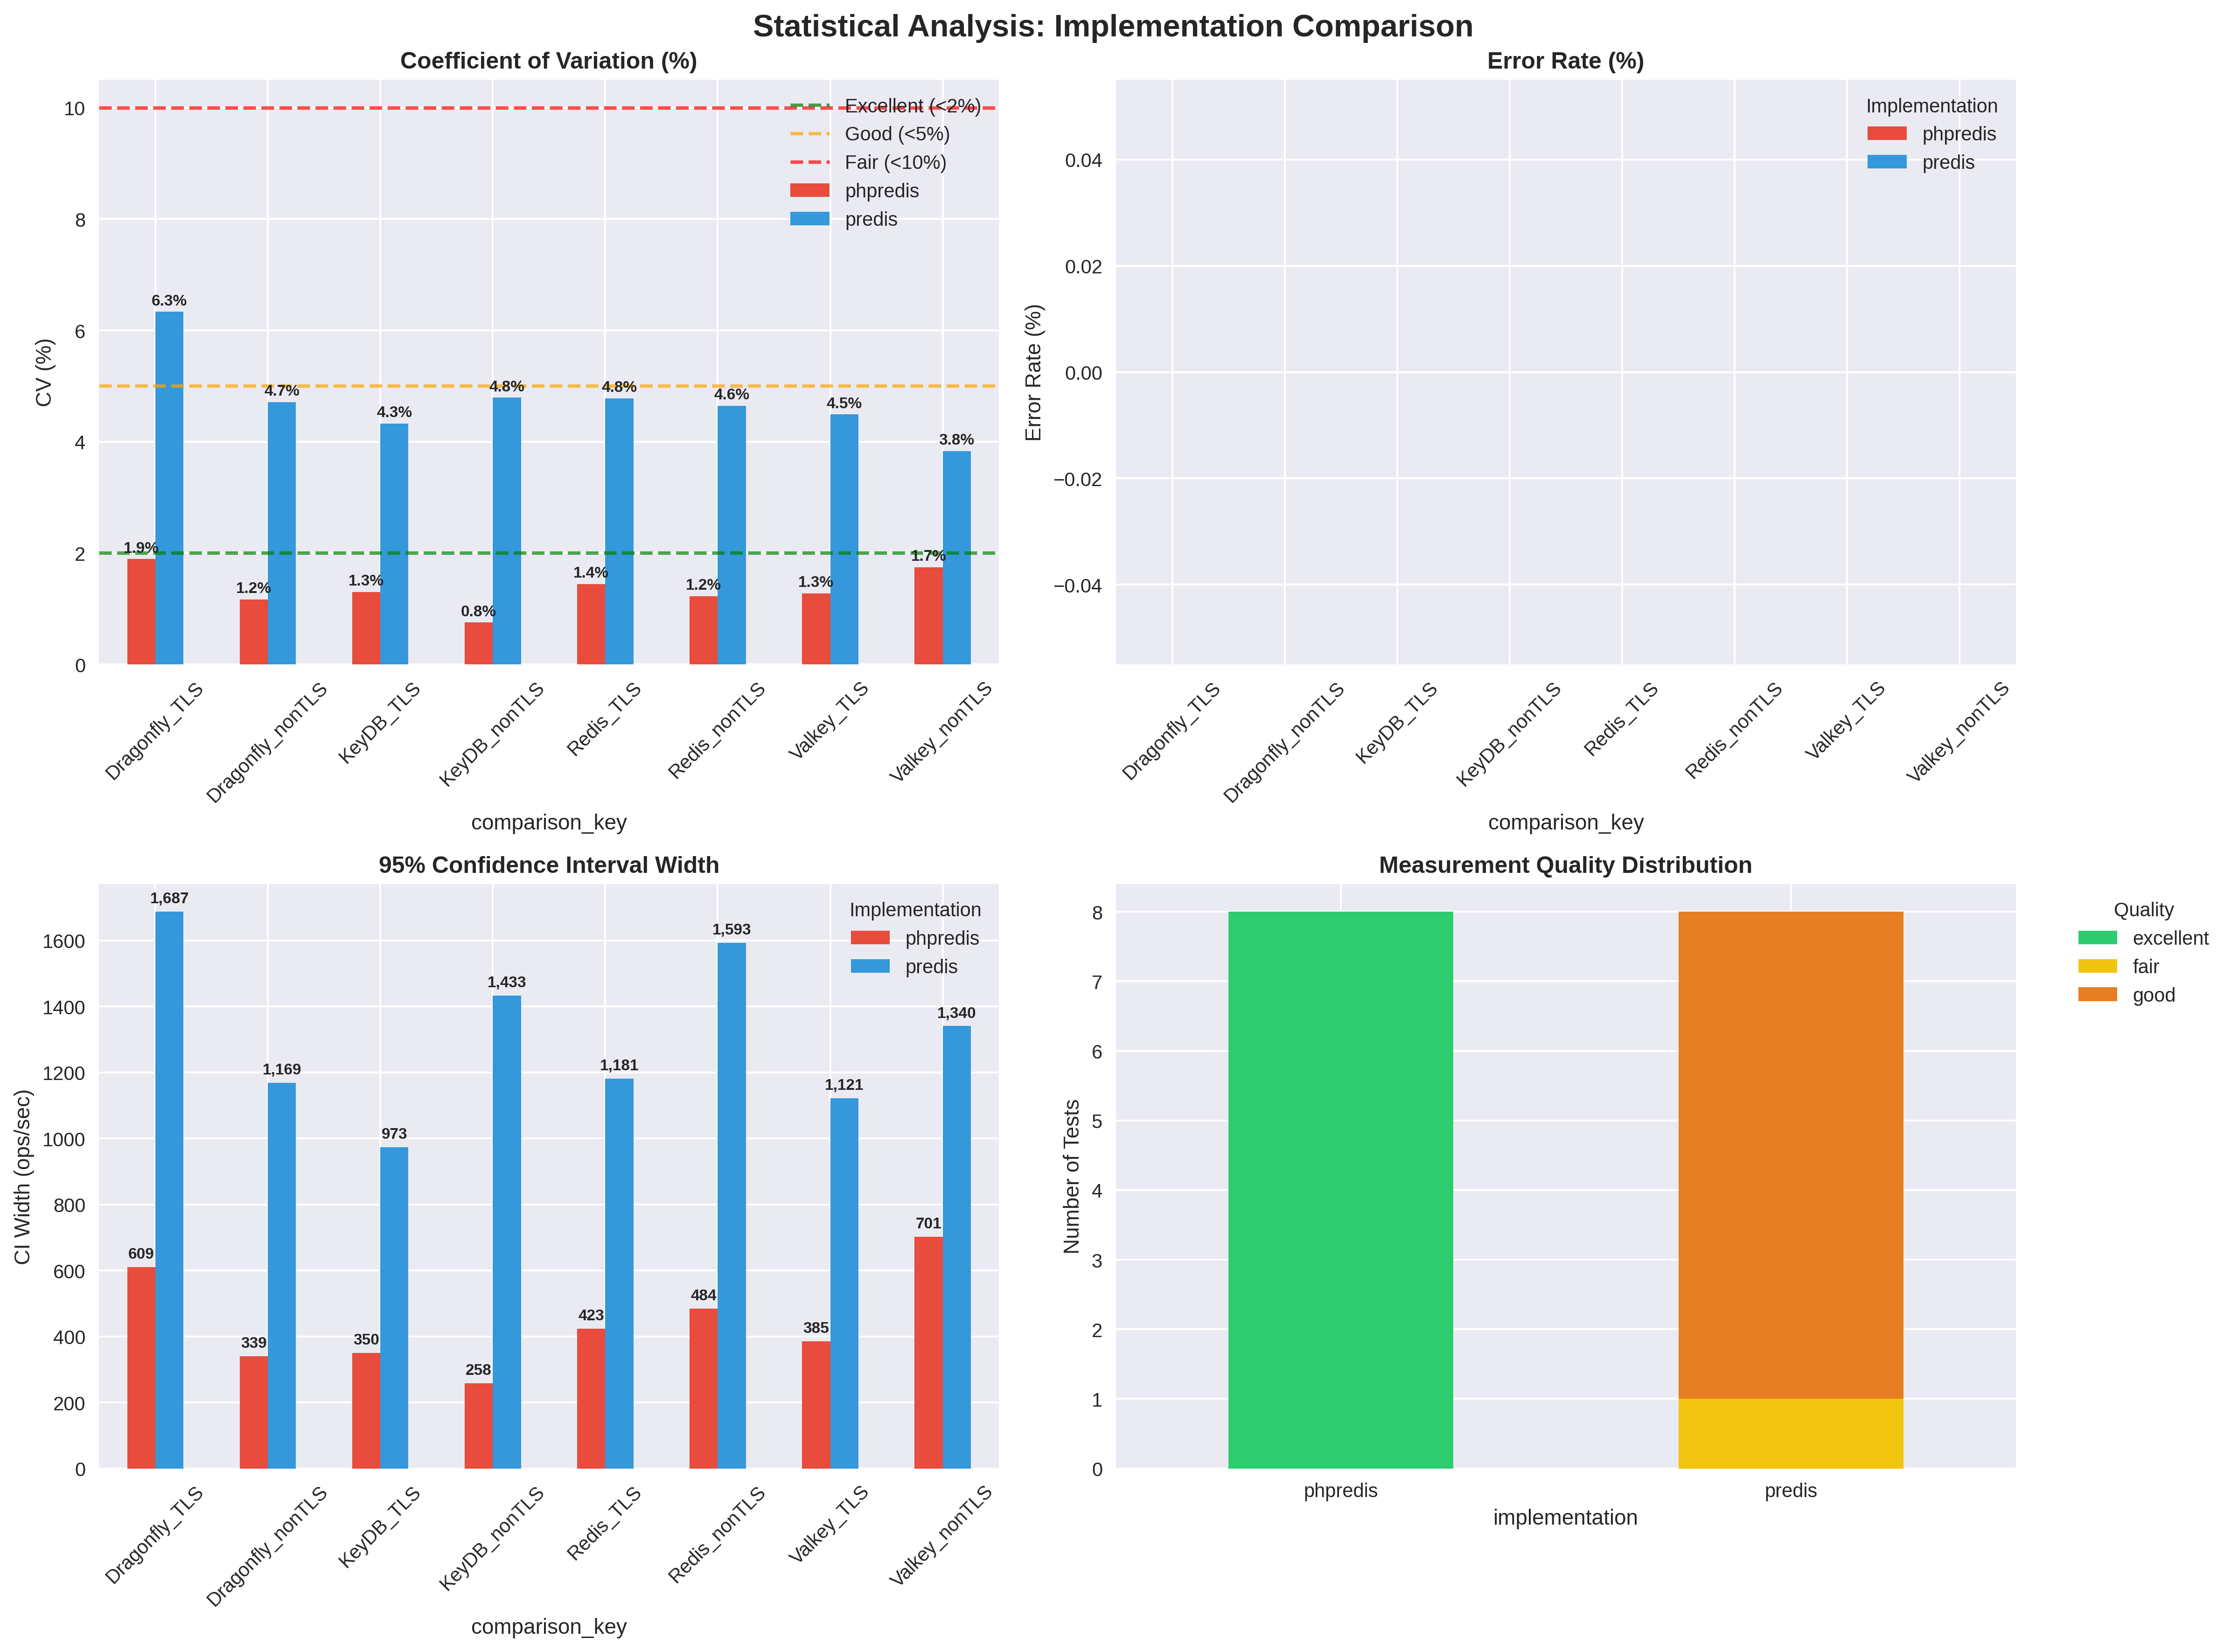 Statistical Analysis: Implementation Comparison
Coefficient of Variation (%)
CV (%)
10
8
6
4
2
0
Excellent (<2%)
Good (<5%)
Fair (<10%)
phpredis
predis
1.9%
6.3%
1.2%
4.7%
1.3%
4.3%
0.8%
4.8%
1.4%
4.8%
1.2%
4.6%
1.3%
4.5%
1.7%
3.8%
Dragonfly_TLS
Dragonfly_nonTLS
KeyDB_TLS
KeyDB_nonTLS
Redis_TLS
Redis_nonTLS
Valkey_TLS
Valkey_nonTLS
comparison_key
Error Rate (%)
Error Rate (%)
0.04
0.02
0.00
−0.02
−0.04
Implementation
phpredis
predis
Dragonfly_TLS
Dragonfly_nonTLS
KeyDB_TLS
KeyDB_nonTLS
Redis_TLS
Redis_nonTLS
Valkey_TLS
Valkey_nonTLS
comparison_key
95% Confidence Interval Width
CI Width (ops/sec)
1600
1400
1200
1000
800
600
400
200
0
Implementation
phpredis
predis
609
1,687
339
1,169
350
973
258
1,433
423
1,181
484
1,593
385
1,121
701
1,340
Dragonfly_TLS
Dragonfly_nonTLS
KeyDB_TLS
KeyDB_nonTLS
Redis_TLS
Redis_nonTLS
Valkey_TLS
Valkey_nonTLS
comparison_key
Measurement Quality Distribution
Number of Tests
8
7
6
5
4
3
2
1
0
phpredis
predis
implementation
Quality
excellent
fair
good